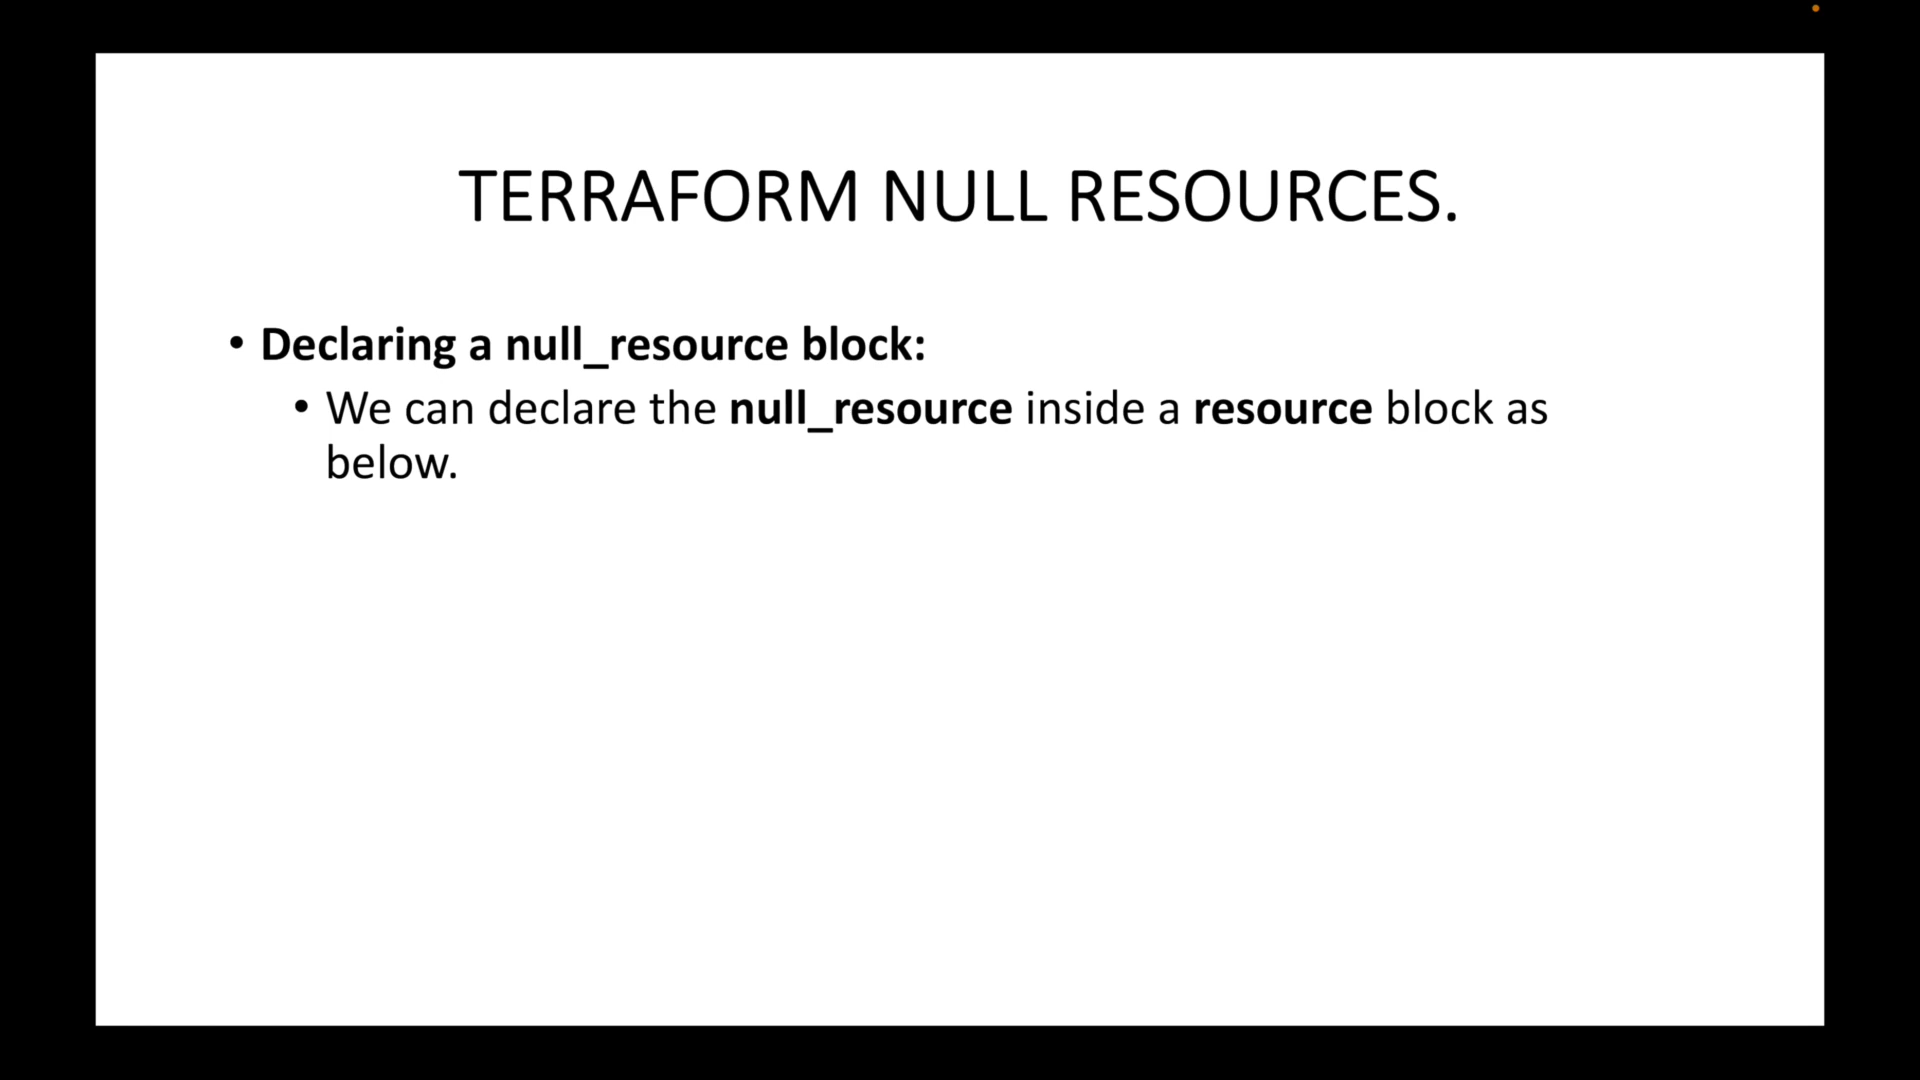 TERRAFORM NULL RESOURCES.
• Declaring a null_resource block:
• We can declare the null_resource inside a resource block as
below.